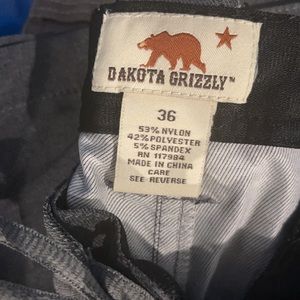 DAKOTA GRIZZLY™
36
53% NYLON
42% POLYESTER
5% SPANDEX
RN 117984
MADE IN CHINA
CARE
SEE REVERSE